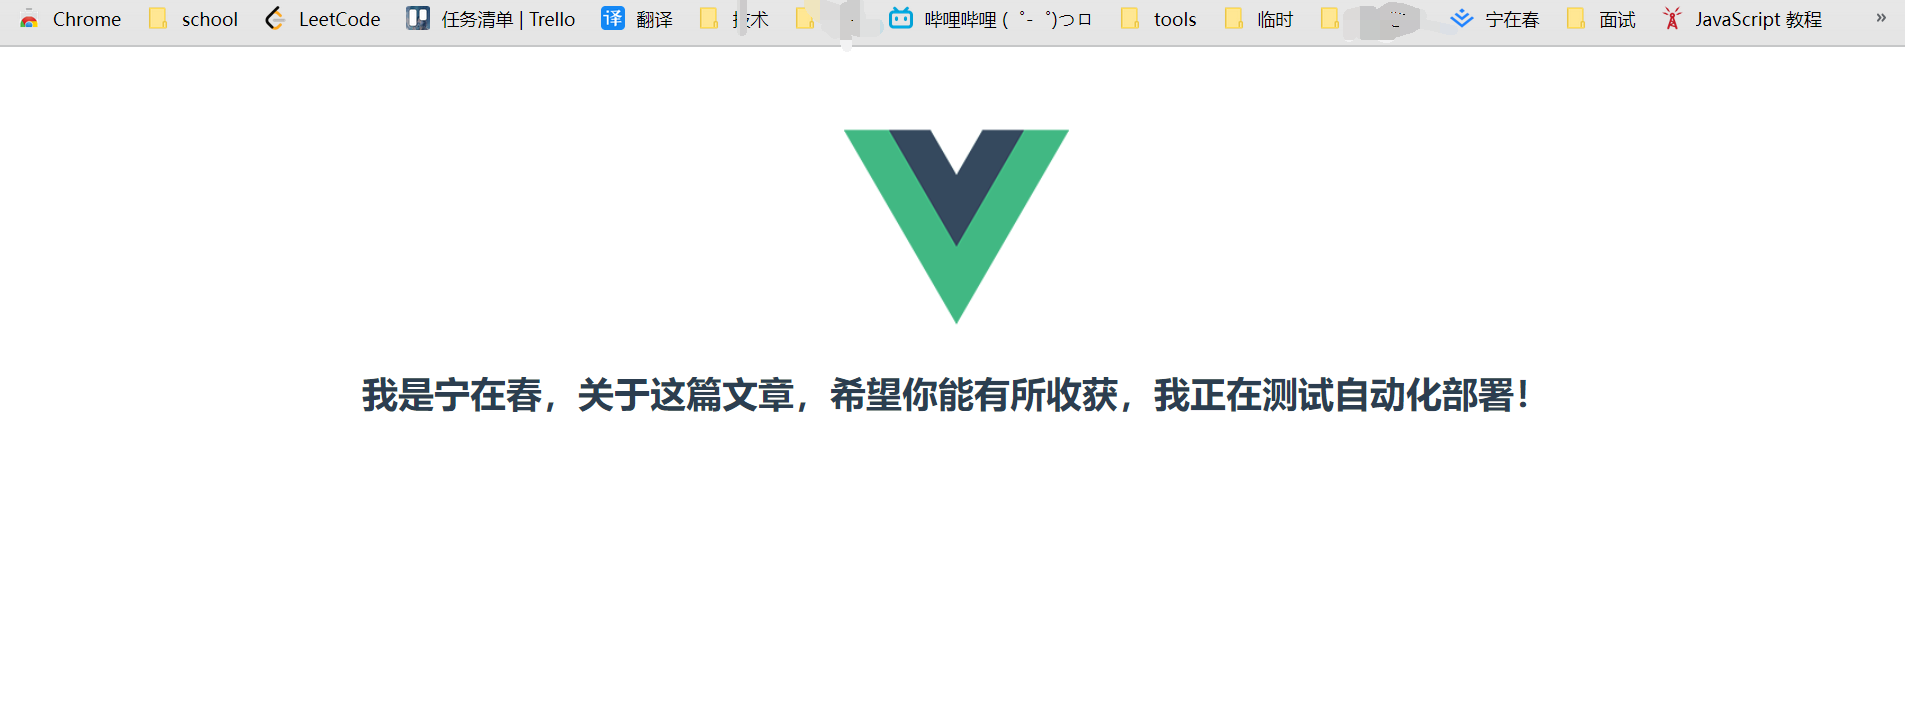 Chrome school LeetCode 任务清单 | Trello 译 翻译 技术 哔哩哔哩 (゜-゜)つロ tools 临时 宁在春 面试 JavaScript 教程 »
我是宁在春，关于这篇文章，希望你能有所收获，我正在测试自动化部署！